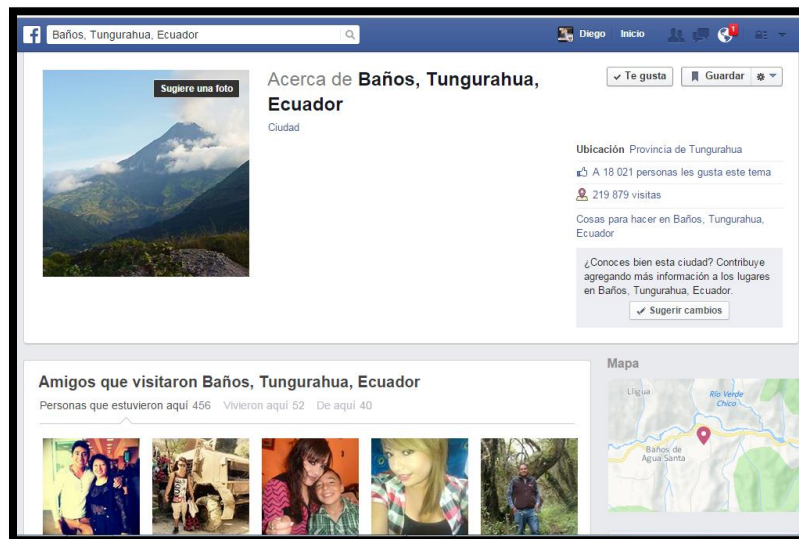 f
Baños, Tungurahua, Ecuador
Diego Inicio
1
Sugiere una foto
Acerca de Baños, Tungurahua,
Ecuador
Ciudad
Te gusta
Guardar
Ubicación Provincia de Tungurahua
A 18 021 personas les gusta este tema
219 879 visitas
Cosas para hacer en Baños, Tungurahua,
Ecuador
¿Conoces bien esta ciudad? Contribuye
agregando más información a los lugares
en Baños, Tungurahua, Ecuador.
Sugerir cambios
Amigos que visitaron Baños, Tungurahua, Ecuador
Personas que estuvieron aquí 456 Vivieron aquí 52 De aquí 40
Mapa
Lligua
Río Verde
Chico
Baños de
Agua Santa